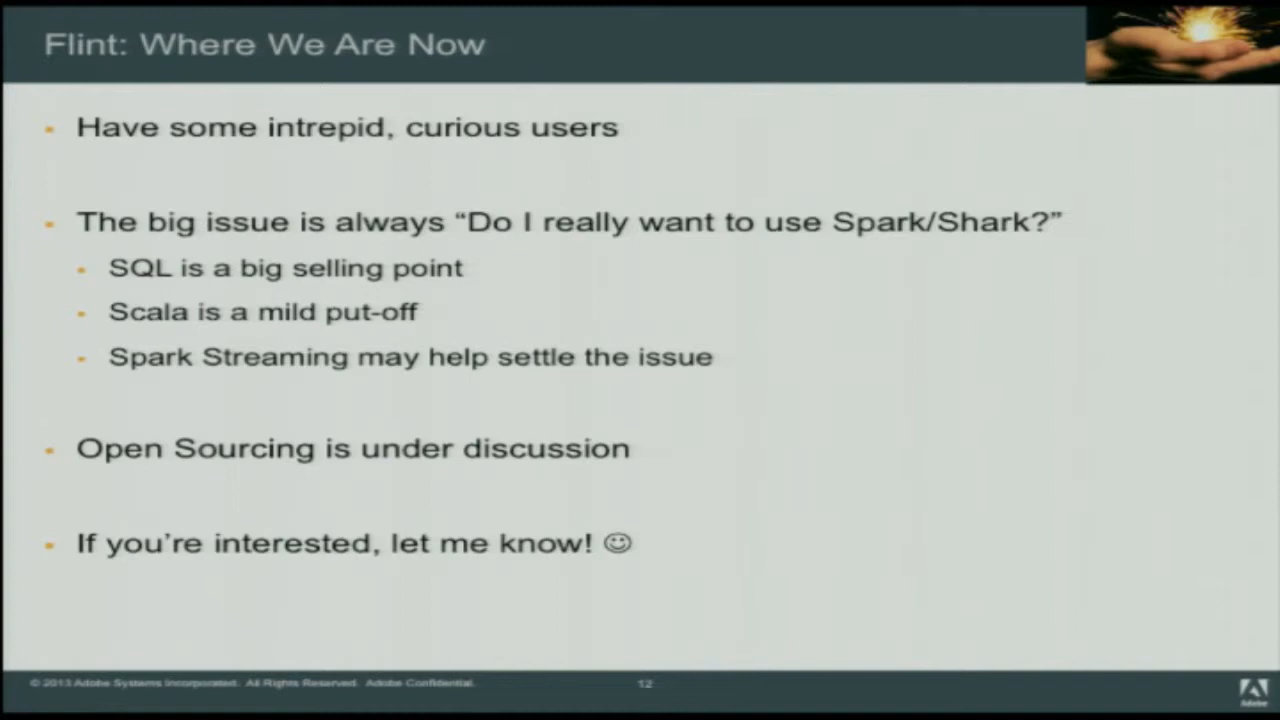 Flint: Where We Are Now
Have some intrepid, curious users
The big issue is always “Do I really want to use Spark/Shark?”
SQL is a big selling point
Scala is a mild put-off
Spark Streaming may help settle the issue
Open Sourcing is under discussion
If you’re interested, let me know! ☺
© 2013 Adobe Systems Incorporated. All Rights Reserved. Adobe Confidential.
12
Adobe